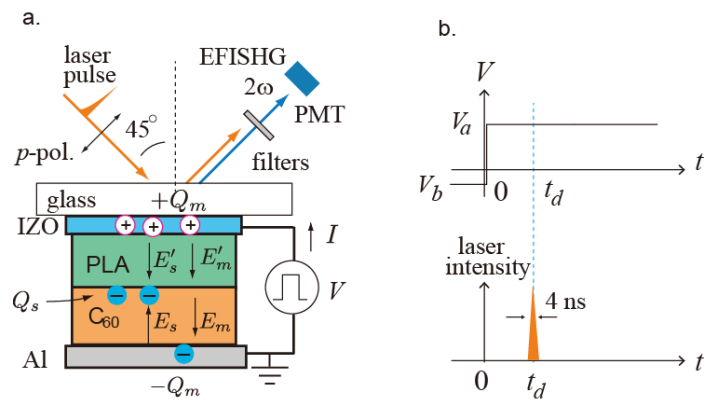 a.
laser
pulse
EFISHG
2ω
PMT
45°
p-pol.
filters
glass
+Q_m
IZO
+ + +
I
PLA
E'_s
E'_m
Q_s
− −
V
C_60
E_s
E_m
Al
−
−Q_m
b.
V
V_a
V_b
0
t_d
t
laser
intensity
4 ns
0
t_d
t